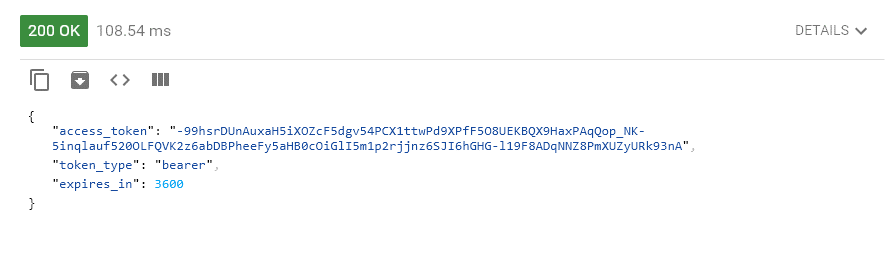 200 OK 108.54 ms DETAILS
{
"access_token": "-99hsrDUnAuxaH5iXOZcF5dgv54PCX1ttwPd9XPfF5O8UEKBQX9HaxPAqQop_NK-
5inqlauf520OLFQVK2z6abDBPheeFy5aHB0cOiGlI5m1p2rjjnz6SJI6hGHG-l19F8ADqNNZ8PmXUZyURk93nA",
"token_type": "bearer",
"expires_in": 3600
}